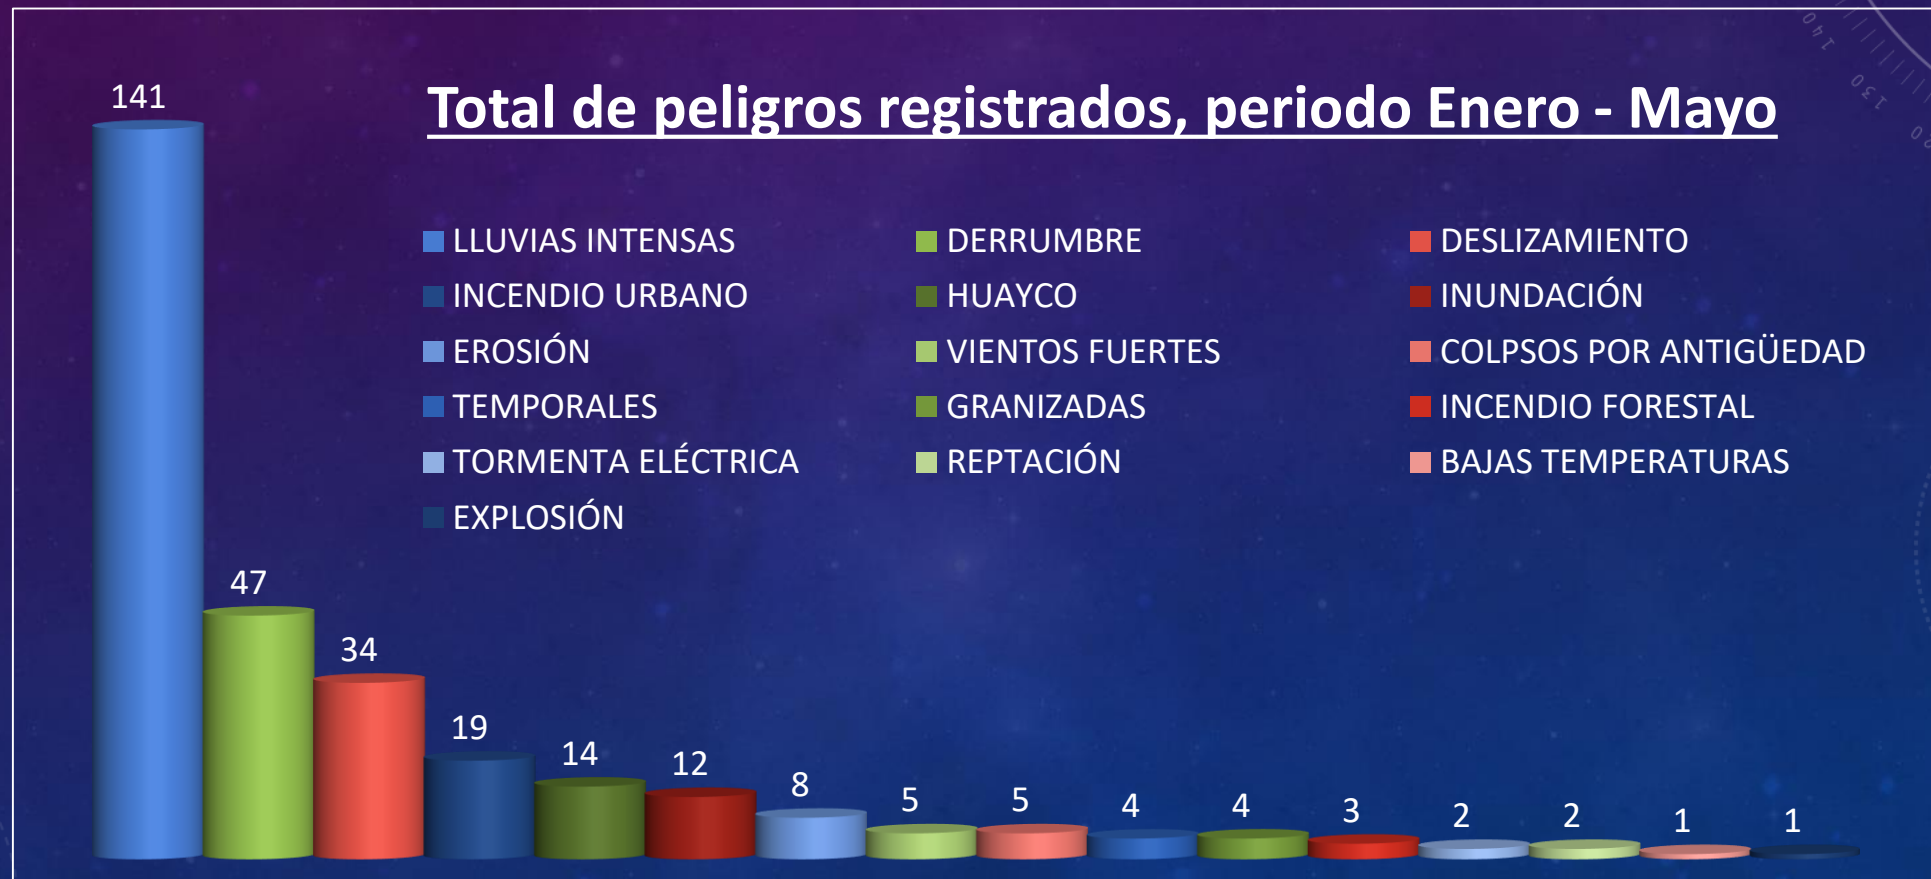 141
Total de peligros registrados, periodo Enero - Mayo
LLUVIAS INTENSAS DERRUMBRE DESLIZAMIENTO
INCENDIO URBANO HUAYCO INUNDACIÓN
EROSIÓN VIENTOS FUERTES COLPSOS POR ANTIGÜEDAD
TEMPORALES GRANIZADAS INCENDIO FORESTAL
TORMENTA ELÉCTRICA REPTACIÓN BAJAS TEMPERATURAS
EXPLOSIÓN
47
34
19
14
12
8
5
5
4
4
3
2
2
1
1
140
130